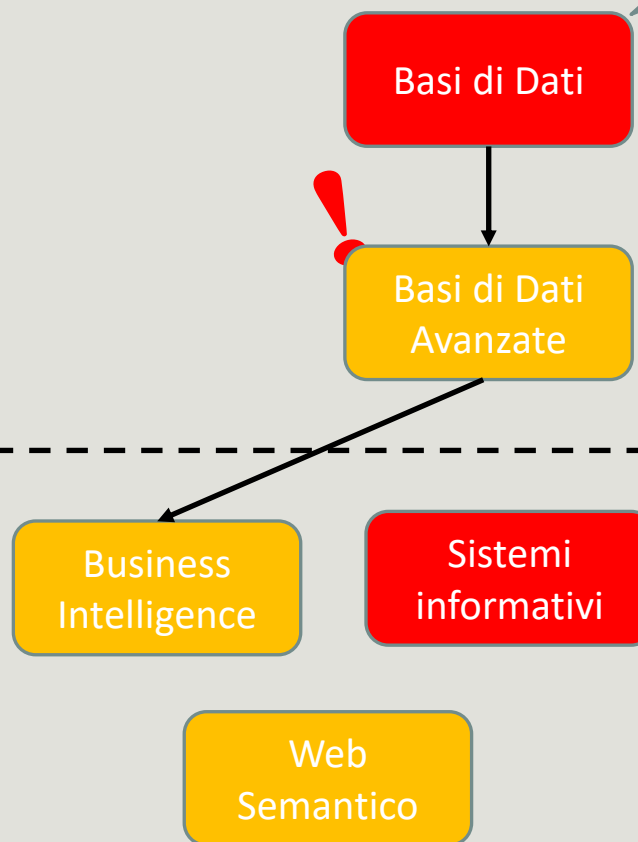 Basi di Dati
Basi di Dati
Avanzate
Business
Intelligence
Sistemi
informativi
Web
Semantico